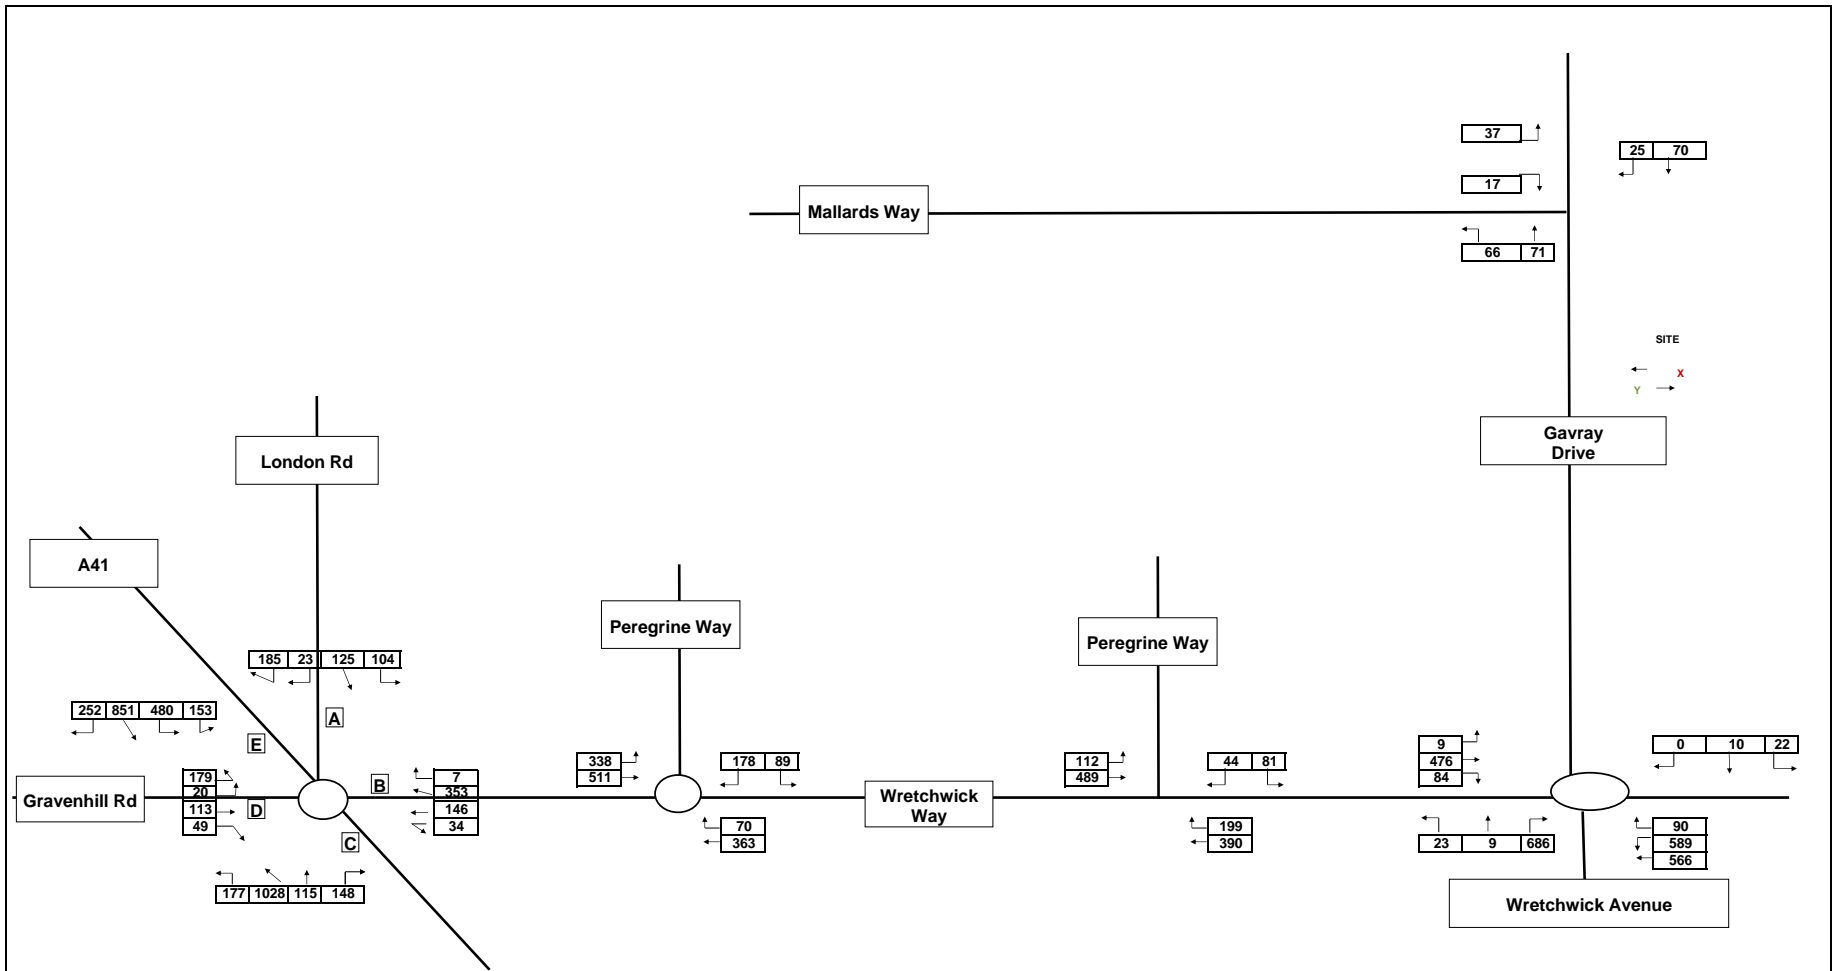 37
25 70
17
Mallards Way
66 71
SITE
X
Y
Gavray
Drive
London Rd
A41
Peregrine Way
Peregrine Way
185 23 125 104
252 851 480 153
A
E
338
511
178 89
112
489
44 81
9
476
84
0 10 22
179
20
113
49
Gravenhill Rd
D
B
7
353
146
34
C
Wretchwick
Way
70
363
199
390
23 9 686
90
589
566
177 1028 115 148
Wretchwick Avenue